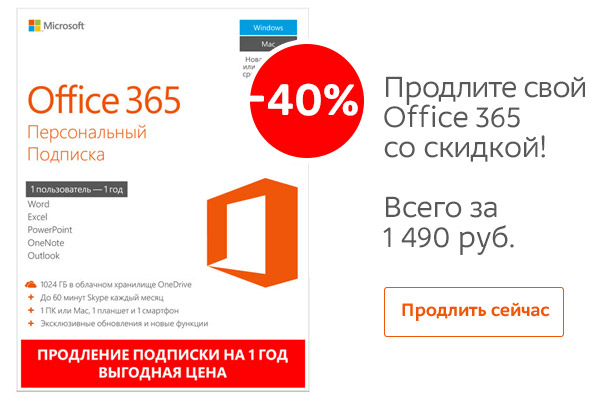 Microsoft
Windows
Mac
Нова
или
ср
-40%
Office 365
Персональный
Подписка
1 пользователь — 1 год
Word
Excel
PowerPoint
OneNote
Outlook
1024 ГБ в облачном хранилище OneDrive
+ До 60 минут Skype каждый месяц
+ 1 ПК или Mac, 1 планшет и 1 смартфон
+ Эксклюзивные обновления и новые функции
ПРОДЛЕНИЕ ПОДПИСКИ НА 1 ГОД
ВЫГОДНАЯ ЦЕНА
Продлите свой
Office 365
со скидкой!
Всего за
1 490 руб.
Продлить сейчас